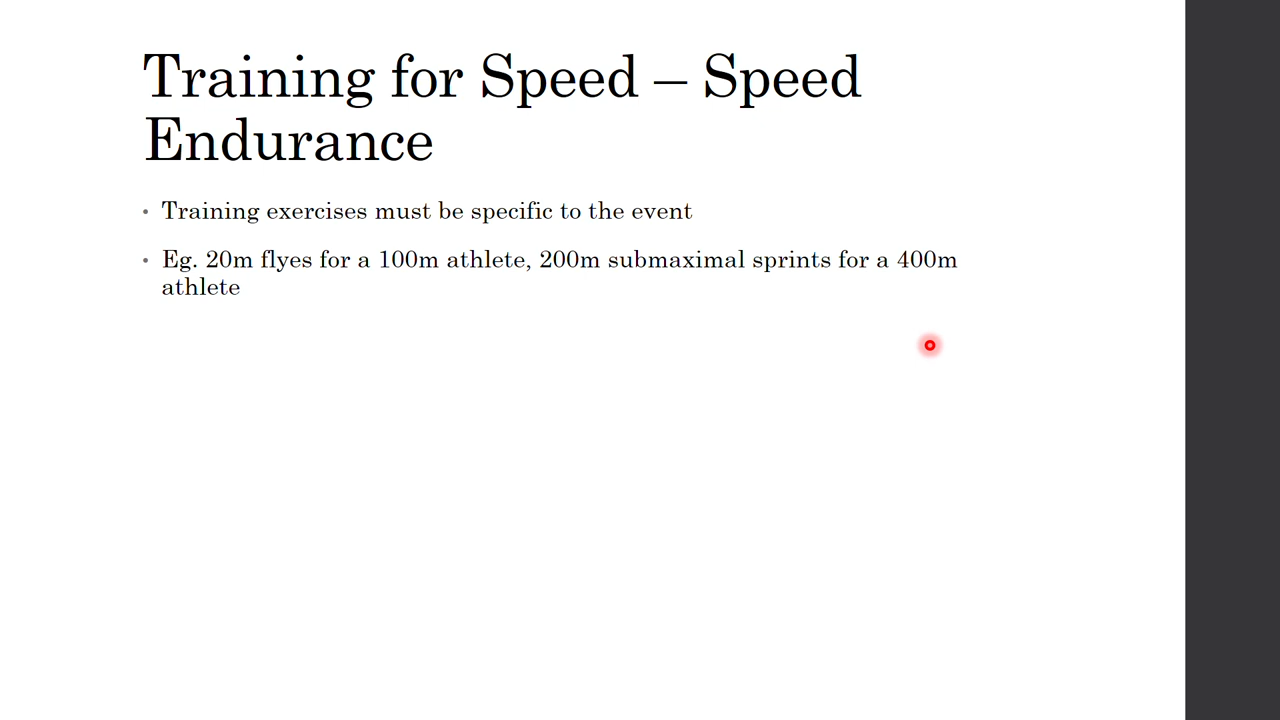 Training for Speed – Speed
Endurance
• Training exercises must be specific to the event
• Eg. 20m flyes for a 100m athlete, 200m submaximal sprints for a 400m
athlete